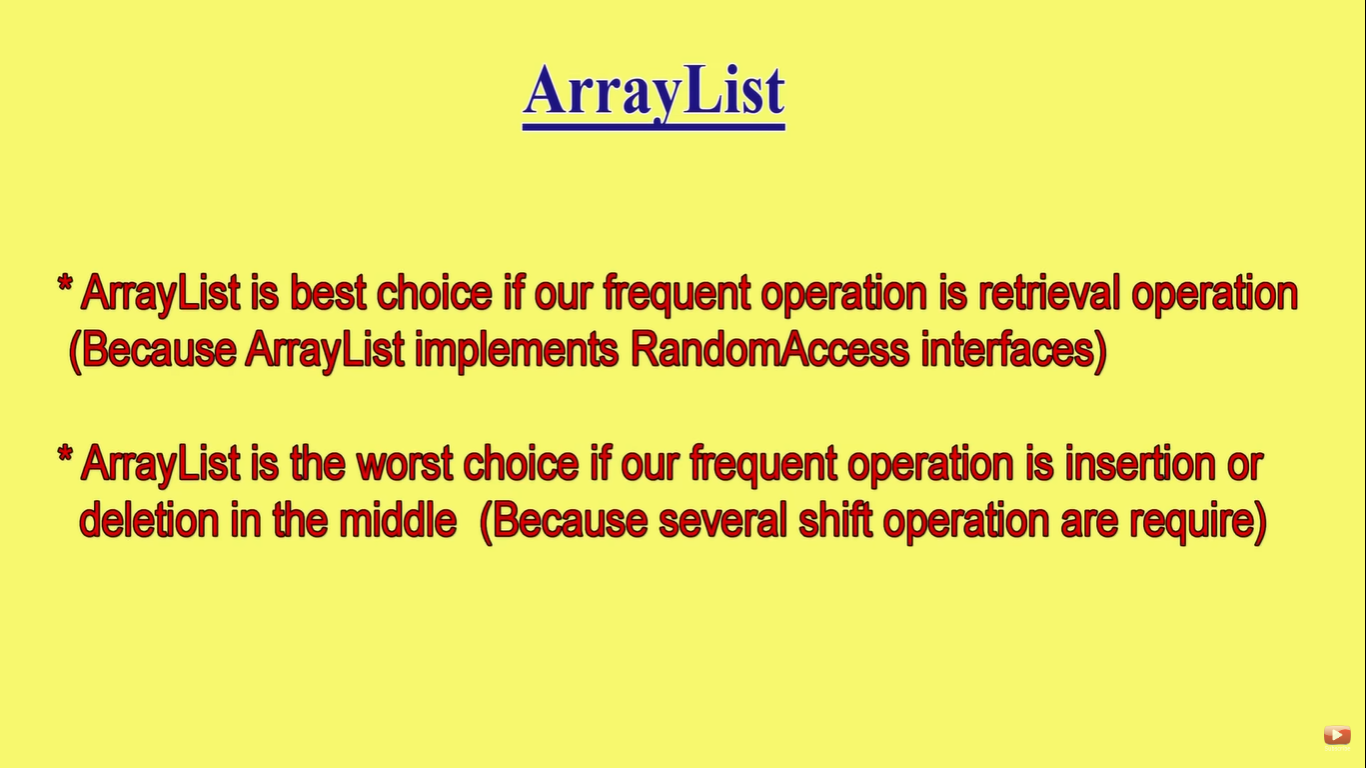 ArrayList
* ArrayList is best choice if our frequent operation is retrieval operation
(Because ArrayList implements RandomAccess interfaces)
* ArrayList is the worst choice if our frequent operation is insertion or
deletion in the middle (Because several shift operation are require)